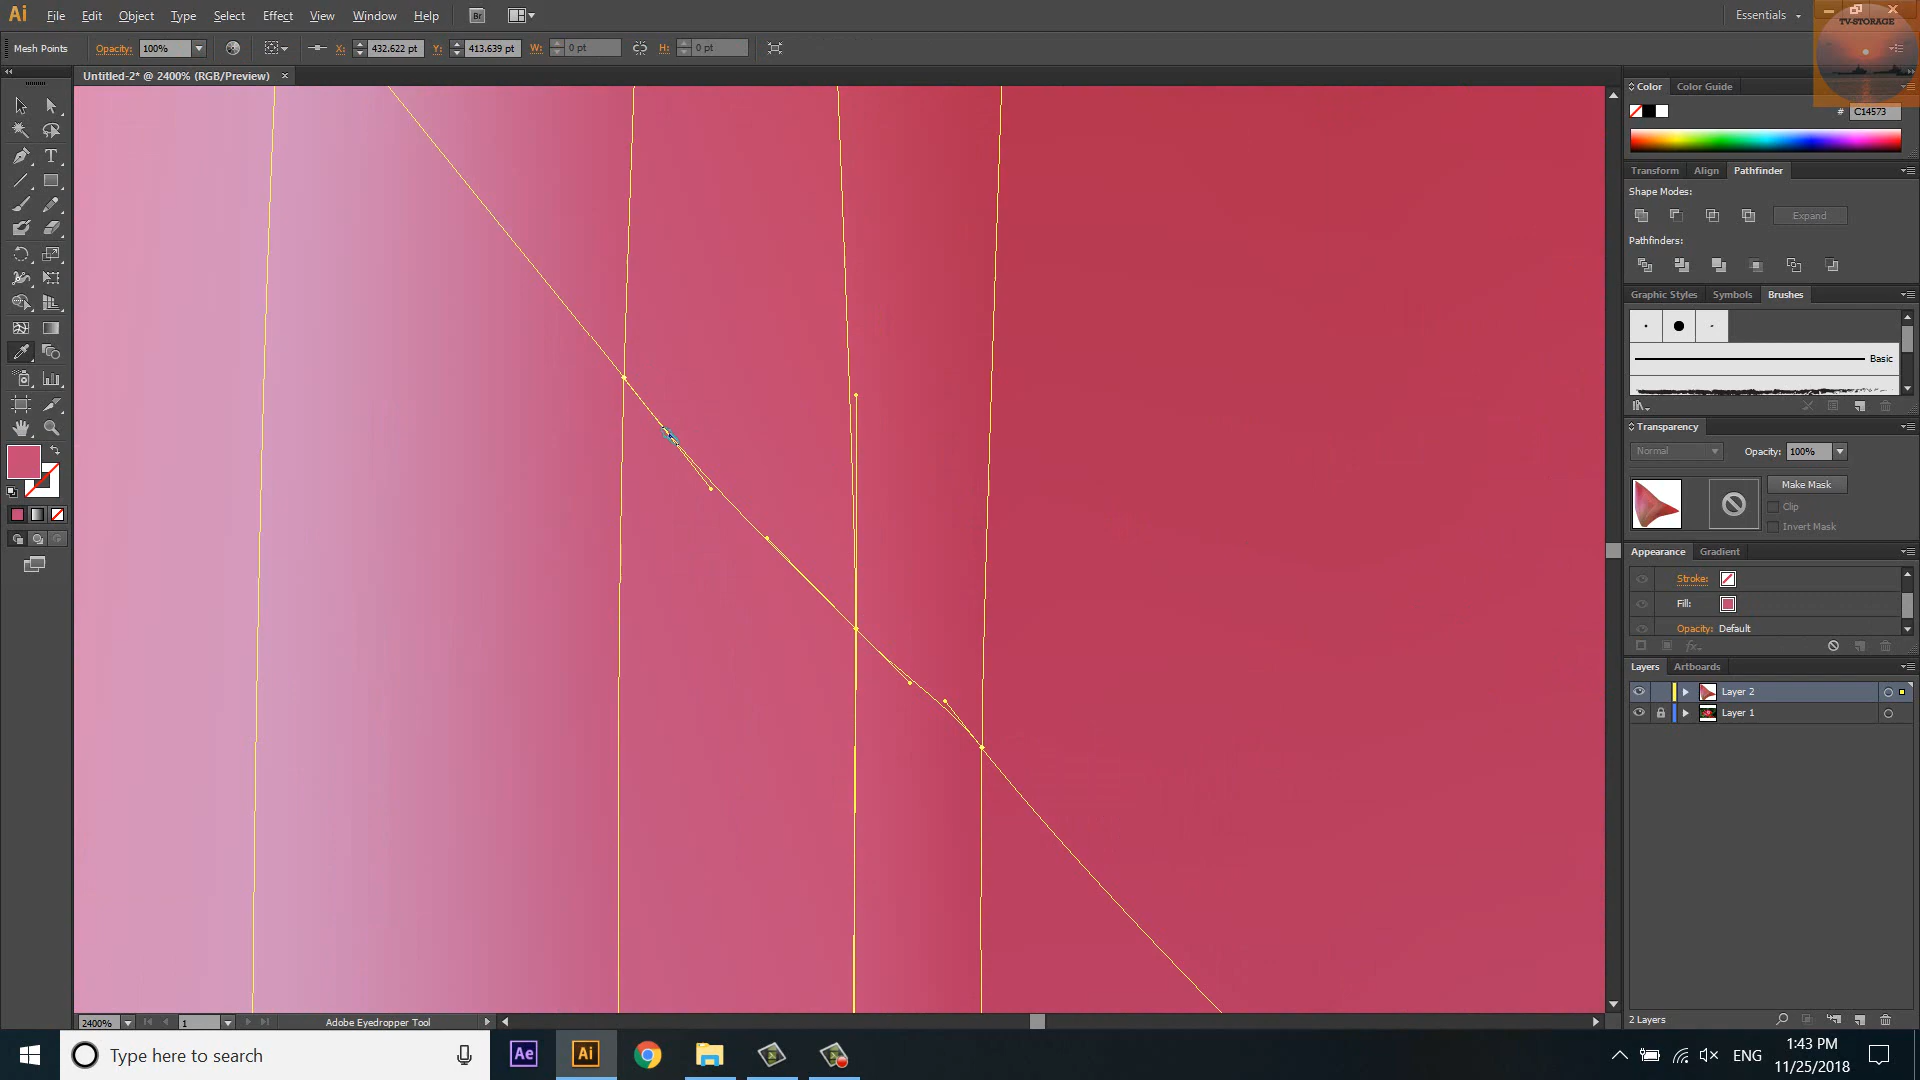 Ai File Edit Object Type Select Effect View Window Help Br Essentials
TV-STORAGE
Mesh Points Opacity: 100% X: 432.622 pt Y: 413.639 pt W: 0 pt H: 0 pt
Untitled-2* @ 2400% (RGB/Preview)
Color Color Guide
# C14573
Transform Align Pathfinder
Shape Modes:
Expand
Pathfinders:
Graphic Styles Symbols Brushes
Basic
Transparency
Normal Opacity: 100%
Make Mask
Clip
Invert Mask
Appearance Gradient
Stroke:
Fill:
Opacity: Default
Layers Artboards
Layer 2
Layer 1
2 Layers
2400% 1 Adobe Eyedropper Tool
Type here to search Ae Ai ENG
1:43 PM
11/25/2018